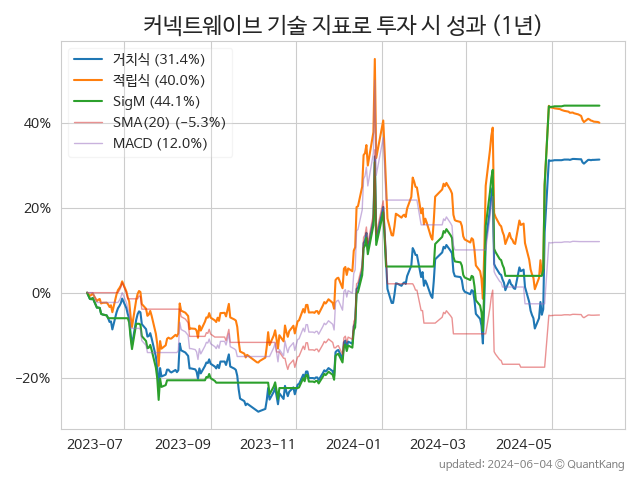 커넥트웨이브 기술 지표로 투자 시 성과 (1년)
거치식 (31.4%)
적립식 (40.0%)
SigM (44.1%)
SMA(20) (−5.3%)
MACD (12.0%)
40%
20%
0%
−20%
2023-07 2023-09 2023-11 2024-01 2024-03 2024-05
updated: 2024-06-04 © QuantKang